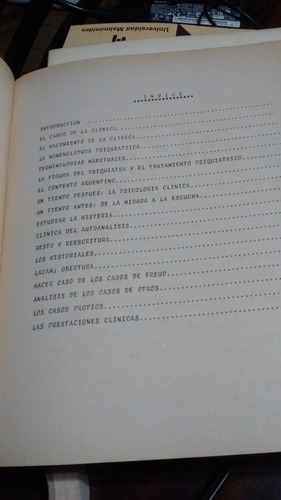 Universidad Maimónides
INDICE
INTRODUCCION
EL CAMPO DE LA CLINICA
EL NACIMIENTO DE LA CLINICA
LA NOMENCLATURA PSIQUIATRICA
TERMINOLOGIAS HABITUALES
LA FIGURA DEL PSIQUIATRA Y EL TRATAMIENTO PSIQUIATRICO
EL CONTEXTO ARGENTINO
UN TIEMPO DESPUES: LA PSICOLOGIA CLINICA
UN TIEMPO ANTES: DE LA MIRADA A LA ESCUCHA
ESTUDIAR LA HISTERIA
CLINICA DEL AUTOANALISIS
RESTO Y REESCRITURA
LOS HISTORIALES
LACAN; OBERTURA
HACER CASO DE LOS CASOS DE FREUD
ANALISIS DE LOS CASOS DE OTROS
LOS CASOS PROPIOS
LAS PRESTACIONES CLINICAS